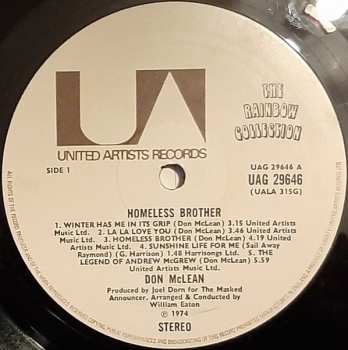 UA
THE
RAINBOW
COLLECTION
UNITED ARTISTS RECORDS
SIDE 1
UAG 29646 A
UAG 29646
(UALA 315G)
HOMELESS BROTHER
1. WINTER HAS ME IN ITS GRIP (Don McLean) 3.15 United Artists
Music Ltd. 2. LA LA LOVE YOU (Don McLean) 3.46 United Artists
Music Ltd. 3. HOMELESS BROTHER (Don McLean) 4.19 United
Artists Music Ltd. 4. SUNSHINE LIFE FOR ME (Sail Away
Raymond) (G. Harrison) 1.48 Harrisongs Ltd. 5. THE
LEGEND OF ANDREW McGREW (Don McLean) 5.59
United Artists Music Ltd.
DON McLEAN
Produced by Joel Dorn for The Masked
Announcer. Arranged & Conducted by
William Eaton
℗ 1974
STEREO